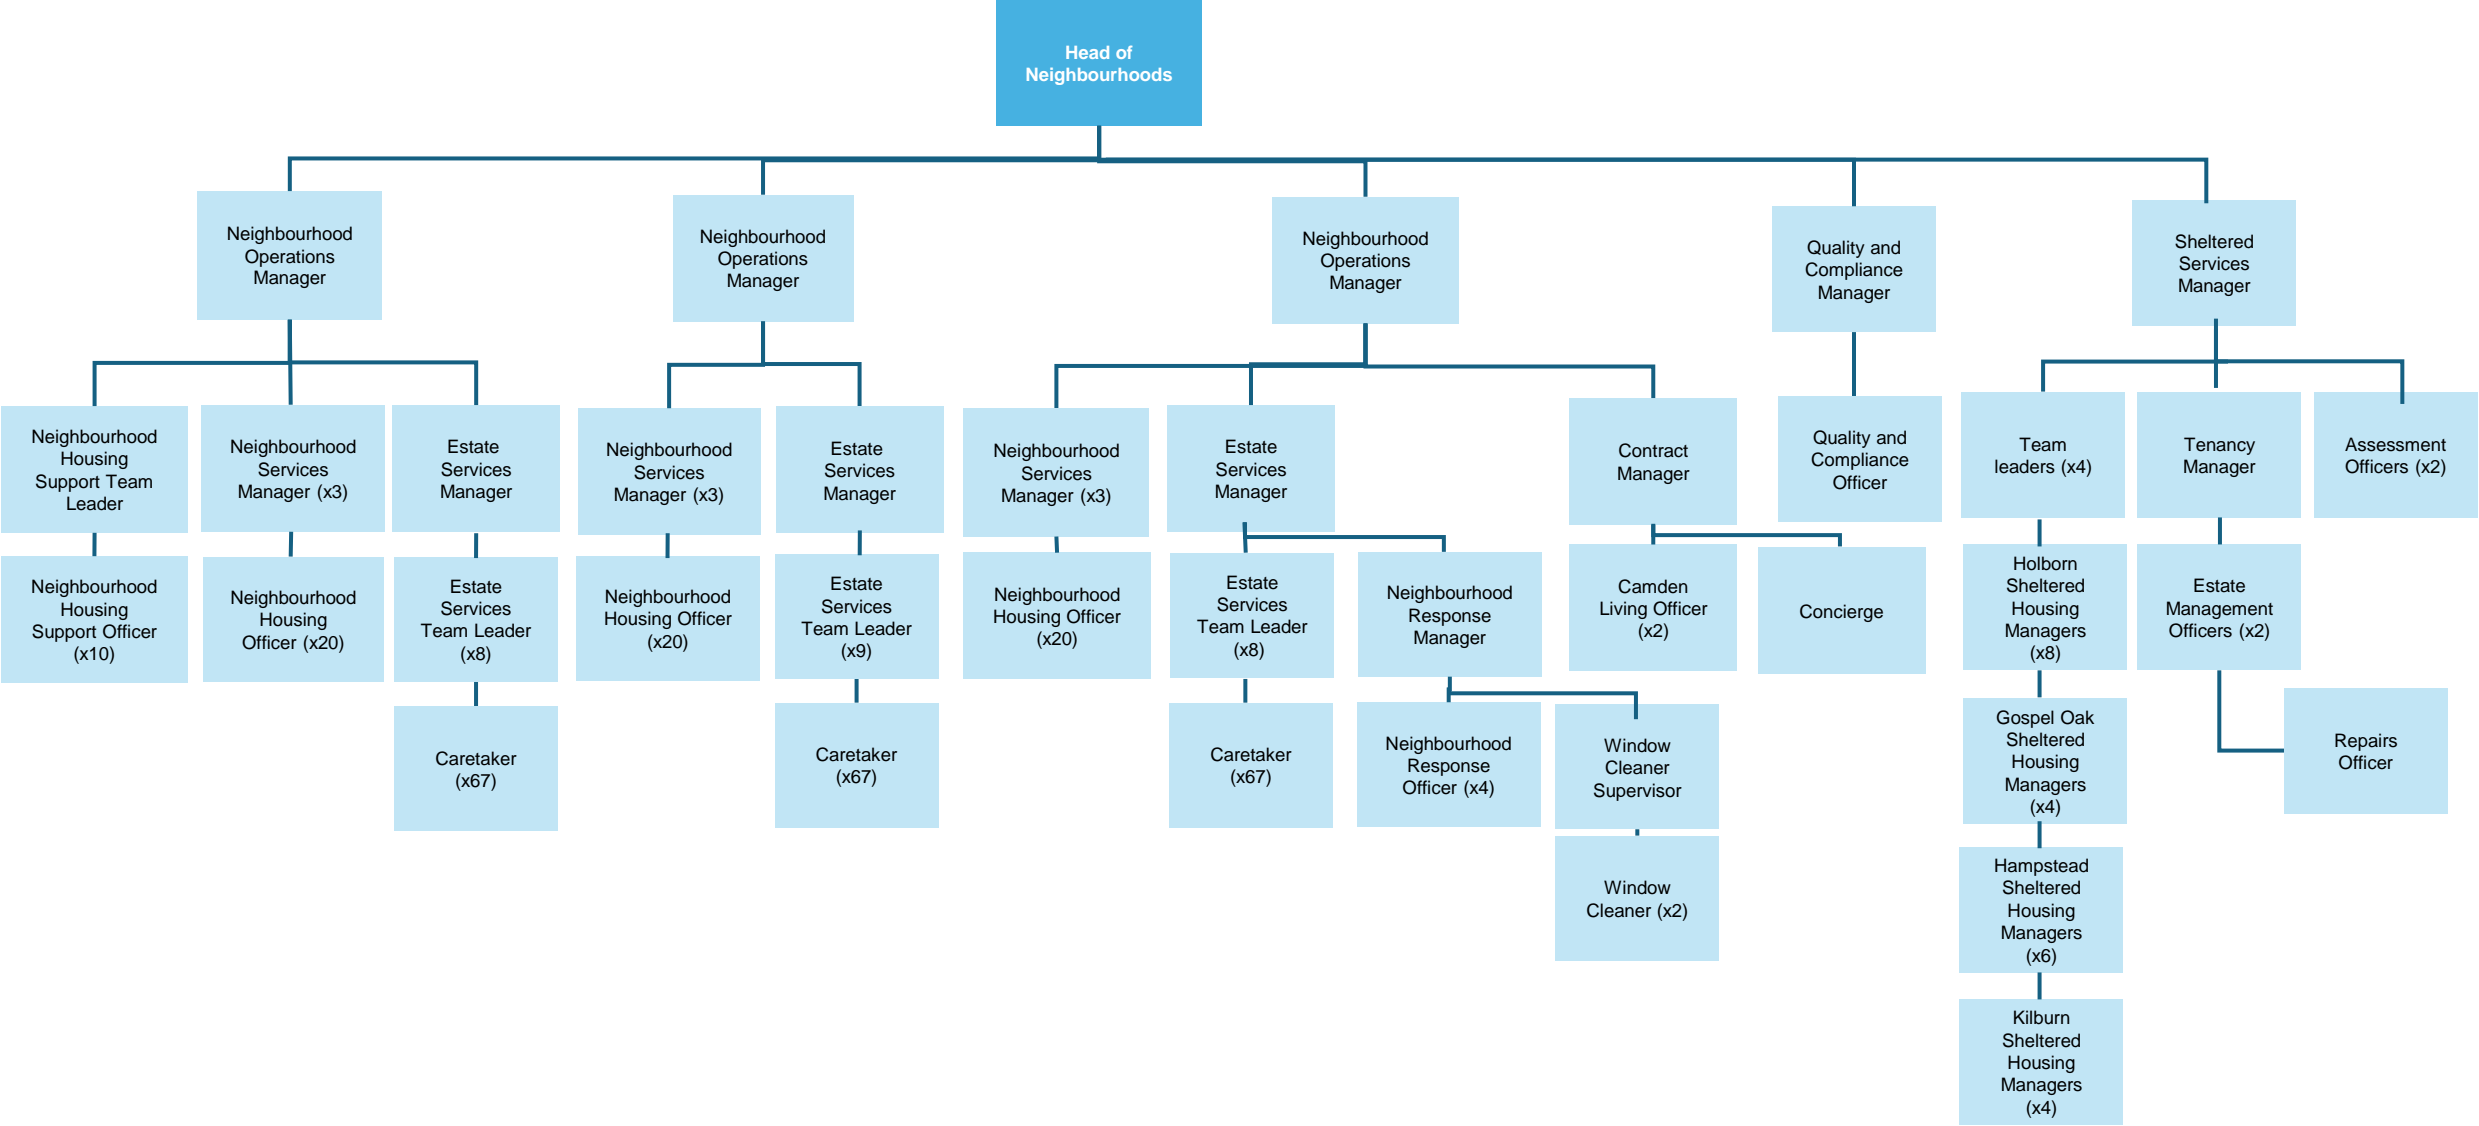 Head of
Neighbourhoods
Neighbourhood
Operations
Manager
Neighbourhood
Operations
Manager
Neighbourhood
Operations
Manager
Quality and
Compliance
Manager
Sheltered
Services
Manager
Neighbourhood
Housing
Support Team
Leader
Neighbourhood
Services
Manager (x3)
Estate
Services
Manager
Neighbourhood
Services
Manager (x3)
Estate
Services
Manager
Neighbourhood
Services
Manager (x3)
Estate
Services
Manager
Contract
Manager
Quality and
Compliance
Officer
Team
leaders (x4)
Tenancy
Manager
Assessment
Officers (x2)
Neighbourhood
Housing
Support Officer
(x10)
Neighbourhood
Housing
Officer (x20)
Estate
Services
Team Leader
(x8)
Neighbourhood
Housing Officer
(x20)
Estate
Services
Team Leader
(x9)
Neighbourhood
Housing Officer
(x20)
Estate
Services
Team Leader
(x8)
Neighbourhood
Response
Manager
Camden
Living Officer
(x2)
Concierge
Holborn
Sheltered
Housing
Managers
(x8)
Estate
Management
Officers (x2)
Caretaker
(x67)
Caretaker
(x67)
Caretaker
(x67)
Neighbourhood
Response
Officer (x4)
Window
Cleaner
Supervisor
Gospel Oak
Sheltered
Housing
Managers
(x4)
Repairs
Officer
Window
Cleaner (x2)
Hampstead
Sheltered
Housing
Managers
(x6)
Kilburn
Sheltered
Housing
Managers
(x4)